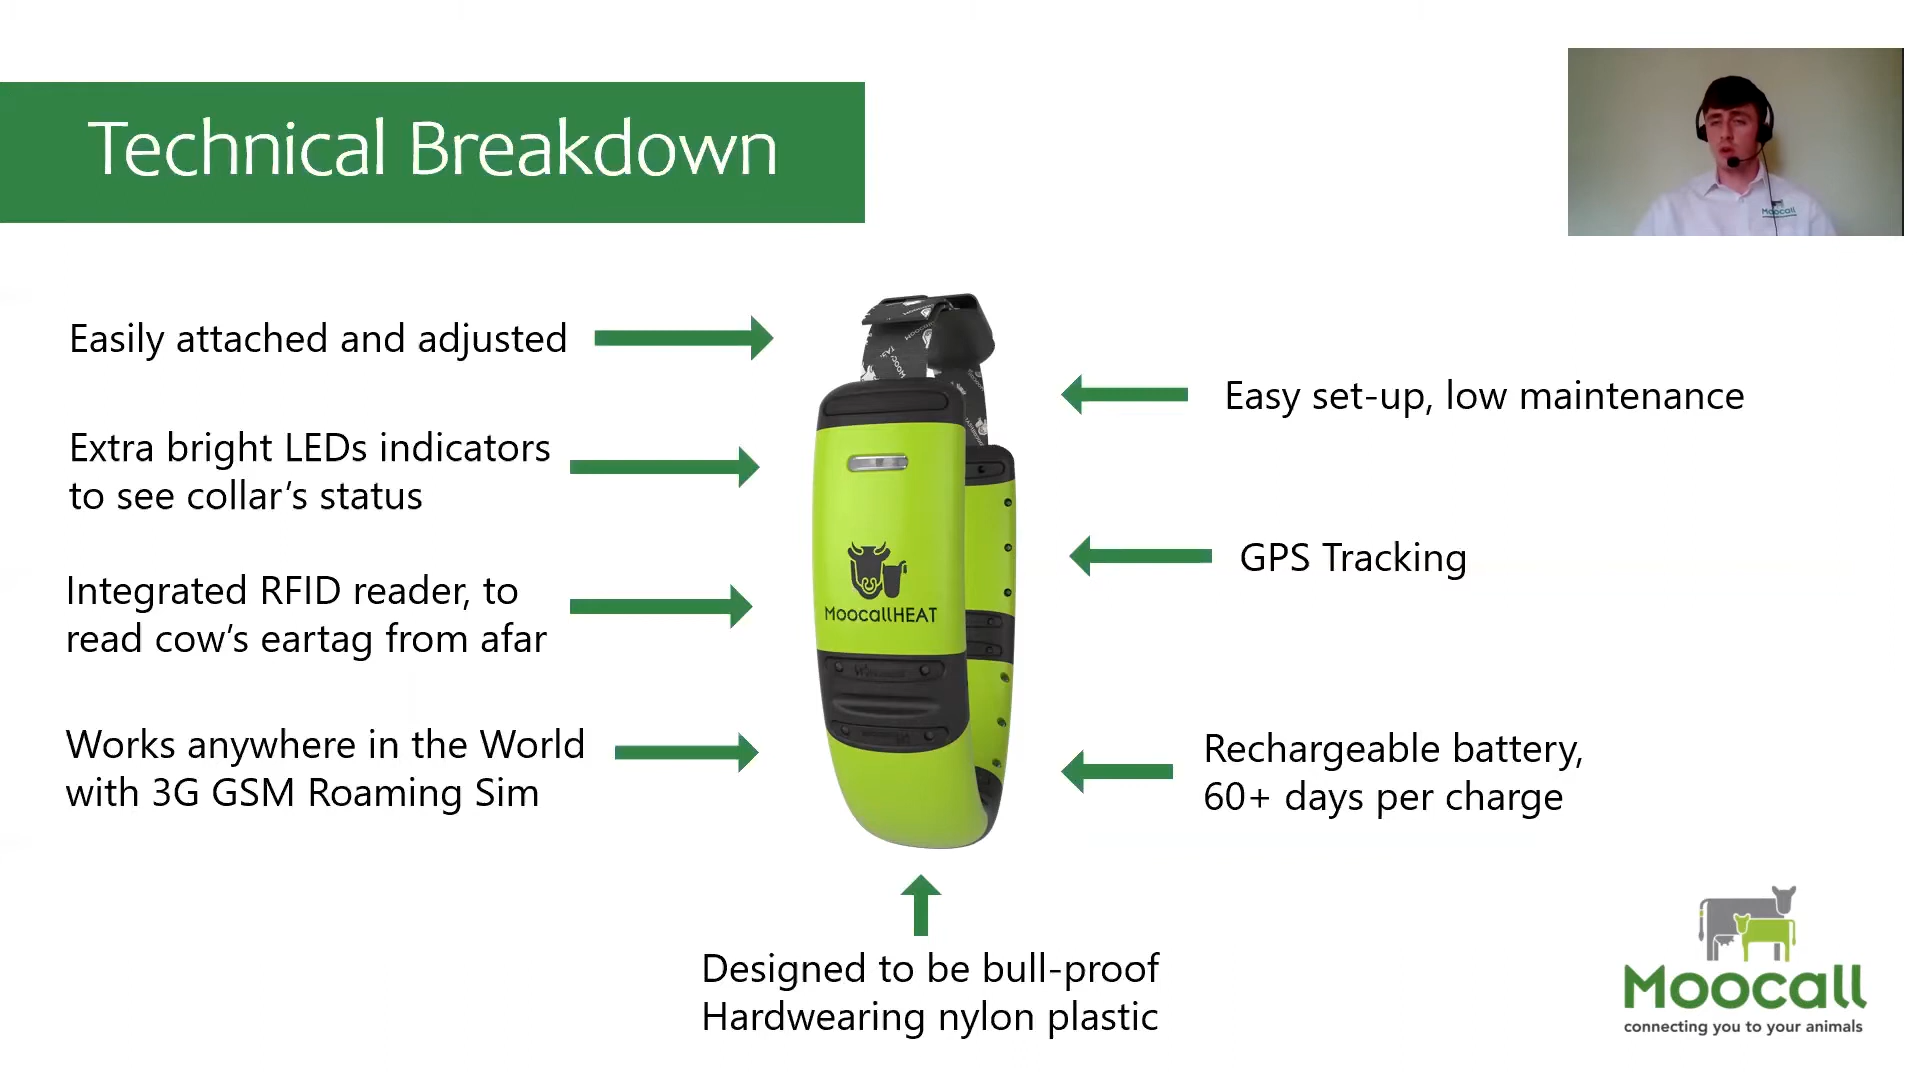 Technical Breakdown
Moocall
Easily attached and adjusted
Extra bright LEDs indicators
to see collar's status
Integrated RFID reader, to
read cow's eartag from afar
Works anywhere in the World
with 3G GSM Roaming Sim
MoocallHEAT
Easy set-up, low maintenance
GPS Tracking
Rechargeable battery,
60+ days per charge
Designed to be bull-proof
Hardwearing nylon plastic
Moocall
connecting you to your animals